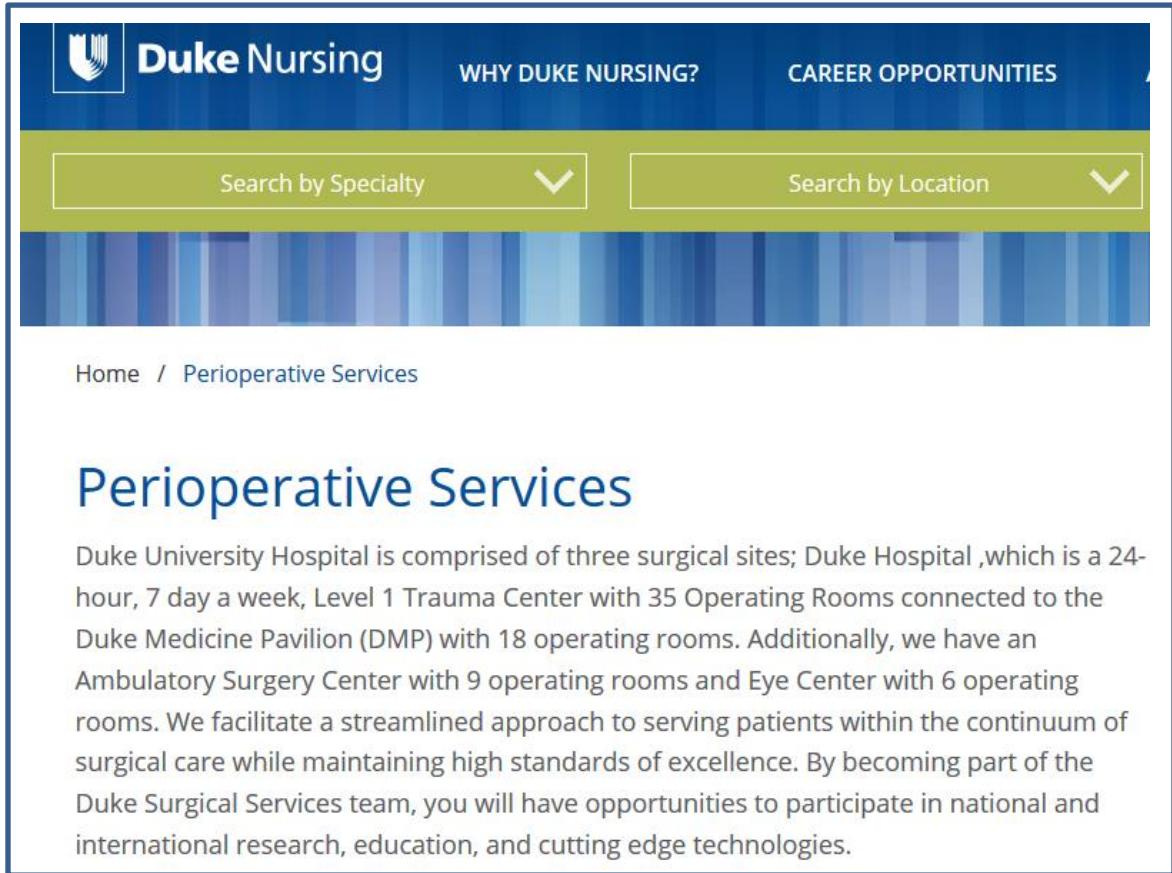 Duke Nursing WHY DUKE NURSING? CAREER OPPORTUNITIES
Search by Specialty Search by Location
Home / Perioperative Services
Perioperative Services
Duke University Hospital is comprised of three surgical sites; Duke Hospital ,which is a 24-
hour, 7 day a week, Level 1 Trauma Center with 35 Operating Rooms connected to the
Duke Medicine Pavilion (DMP) with 18 operating rooms. Additionally, we have an
Ambulatory Surgery Center with 9 operating rooms and Eye Center with 6 operating
rooms. We facilitate a streamlined approach to serving patients within the continuum of
surgical care while maintaining high standards of excellence. By becoming part of the
Duke Surgical Services team, you will have opportunities to participate in national and
international research, education, and cutting edge technologies.